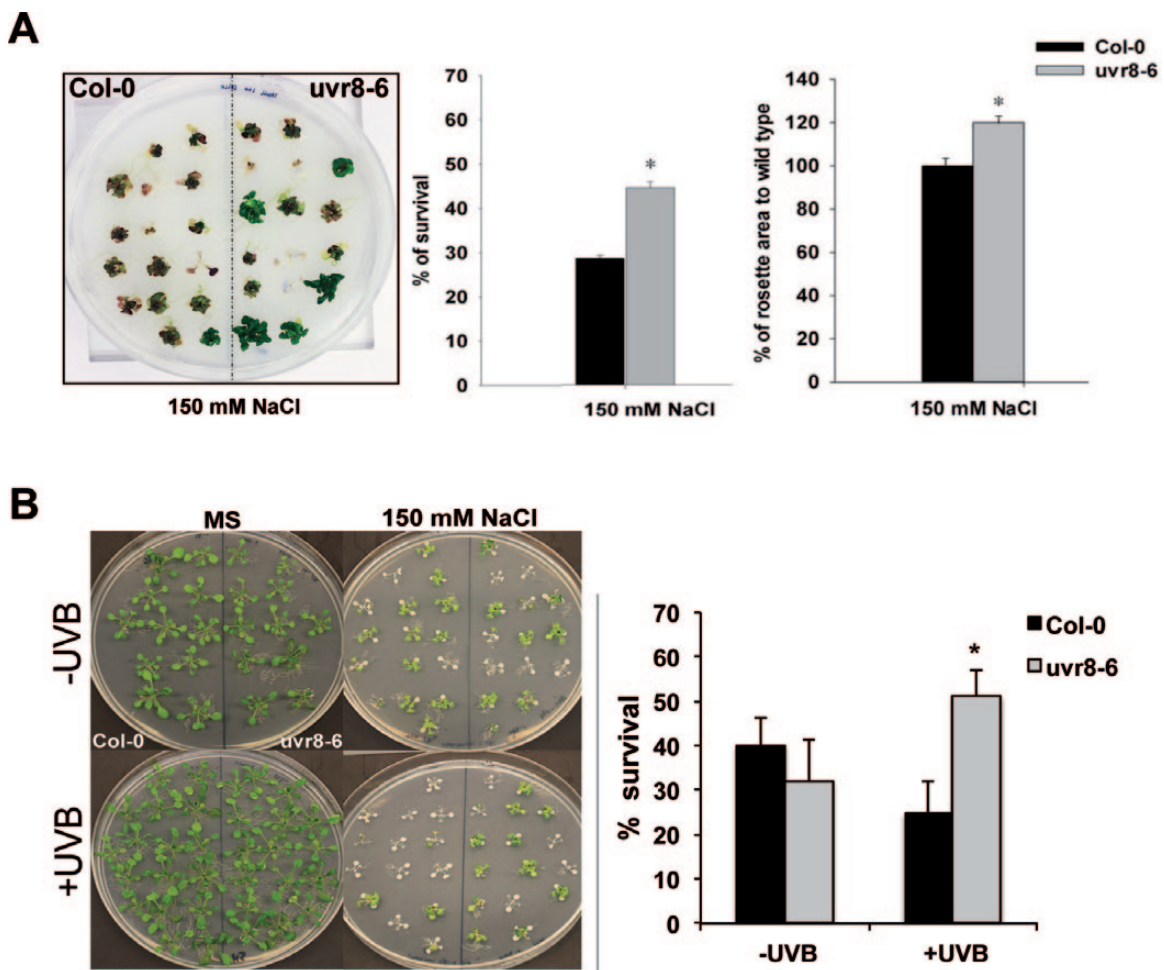 A
Col-0
uvr8-6
150 mM NaCl
% of survival
70
60
50
40
30
20
10
0
*
150 mM NaCl
Col-0
uvr8-6
% of rosette area to wild type
140
120
100
80
60
40
20
0
*
150 mM NaCl
B
MS
150 mM NaCl
-UVB
Col-0
uvr8-6
+UVB
% survival
70
60
50
40
30
20
10
0
*
Col-0
uvr8-6
-UVB
+UVB